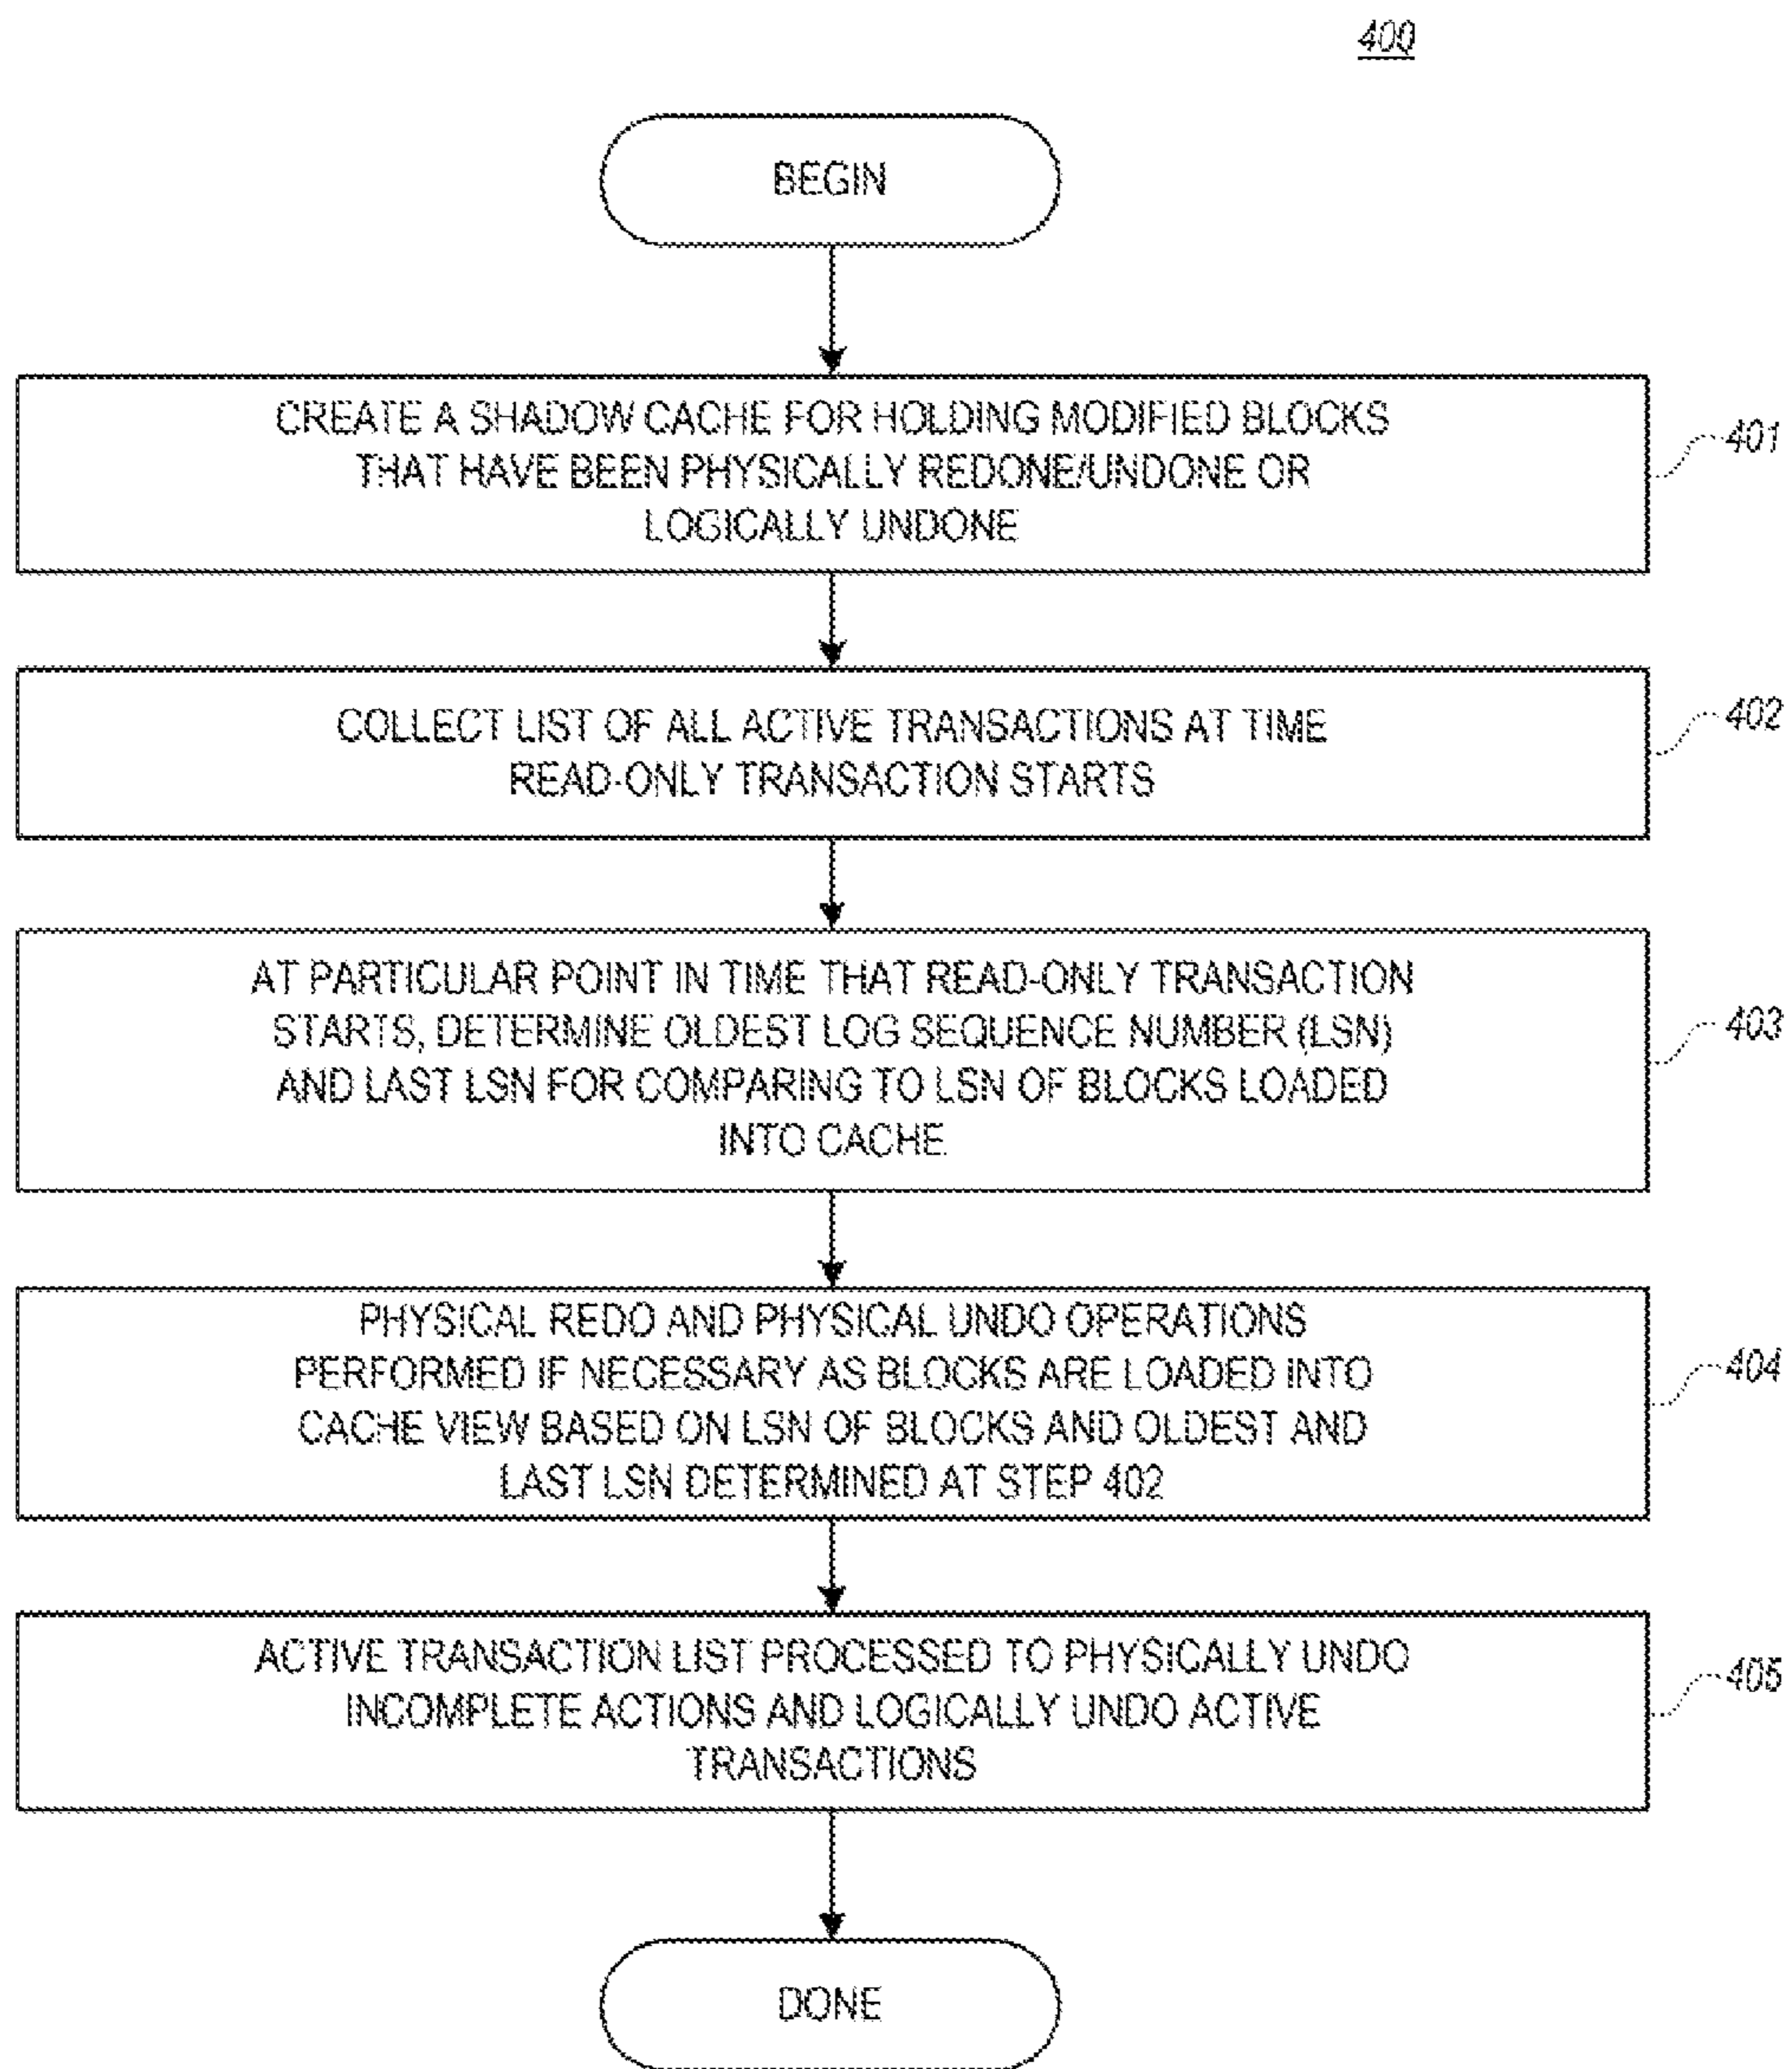 400
BEGIN
CREATE A SHADOW CACHE FOR HOLDING MODIFIED BLOCKS
THAT HAVE BEEN PHYSICALLY REDONE/UNDONE OR
LOGICALLY UNDONE
401
COLLECT LIST OF ALL ACTIVE TRANSACTIONS AT TIME
READ-ONLY TRANSACTION STARTS
402
AT PARTICULAR POINT IN TIME THAT READ-ONLY TRANSACTION
STARTS, DETERMINE OLDEST LOG SEQUENCE NUMBER (LSN)
AND LAST LSN FOR COMPARING TO LSN OF BLOCKS LOADED
INTO CACHE
403
PHYSICAL REDO AND PHYSICAL UNDO OPERATIONS
PERFORMED IF NECESSARY AS BLOCKS ARE LOADED INTO
CACHE VIEW BASED ON LSN OF BLOCKS AND OLDEST AND
LAST LSN DETERMINED AT STEP 402
404
ACTIVE TRANSACTION LIST PROCESSED TO PHYSICALLY UNDO
INCOMPLETE ACTIONS AND LOGICALLY UNDO ACTIVE
TRANSACTIONS
405
DONE